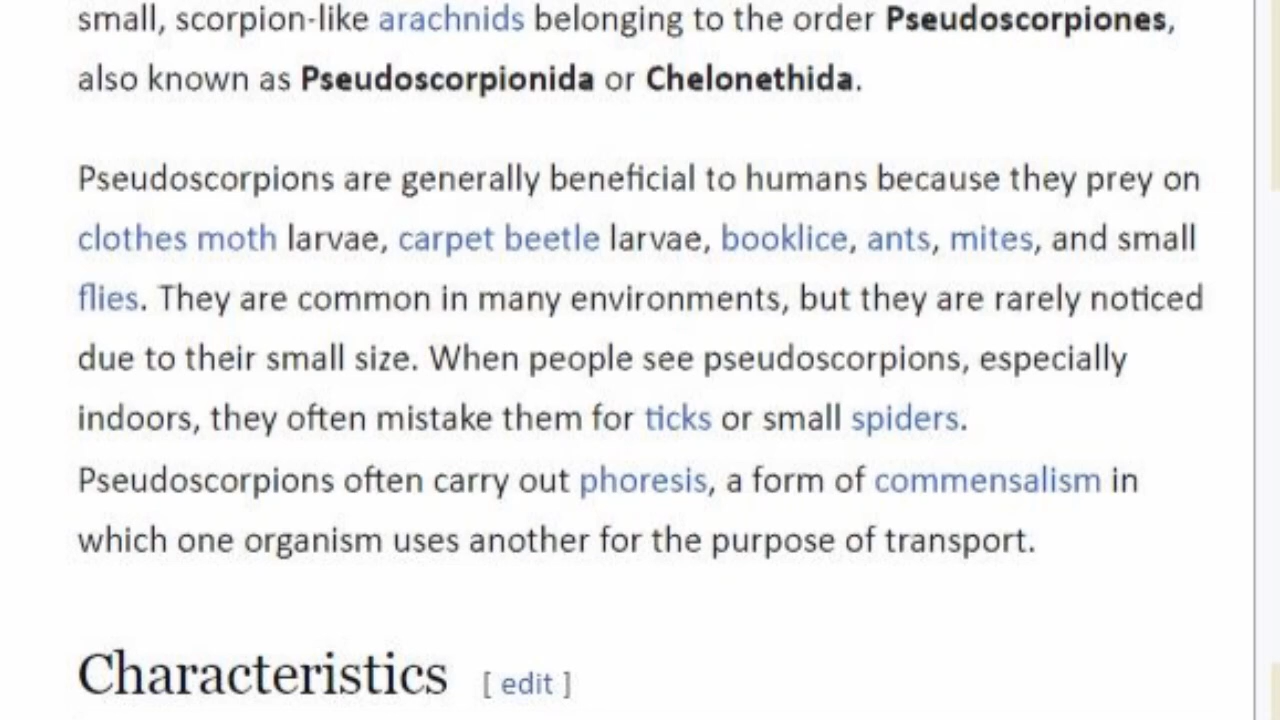 small, scorpion-like arachnids belonging to the order Pseudoscorpiones,
also known as Pseudoscorpionida or Chelonethida.
Pseudoscorpions are generally beneficial to humans because they prey on
clothes moth larvae, carpet beetle larvae, booklice, ants, mites, and small
flies. They are common in many environments, but they are rarely noticed
due to their small size. When people see pseudoscorpions, especially
indoors, they often mistake them for ticks or small spiders.
Pseudoscorpions often carry out phoresis, a form of commensalism in
which one organism uses another for the purpose of transport.
Characteristics [ edit ]